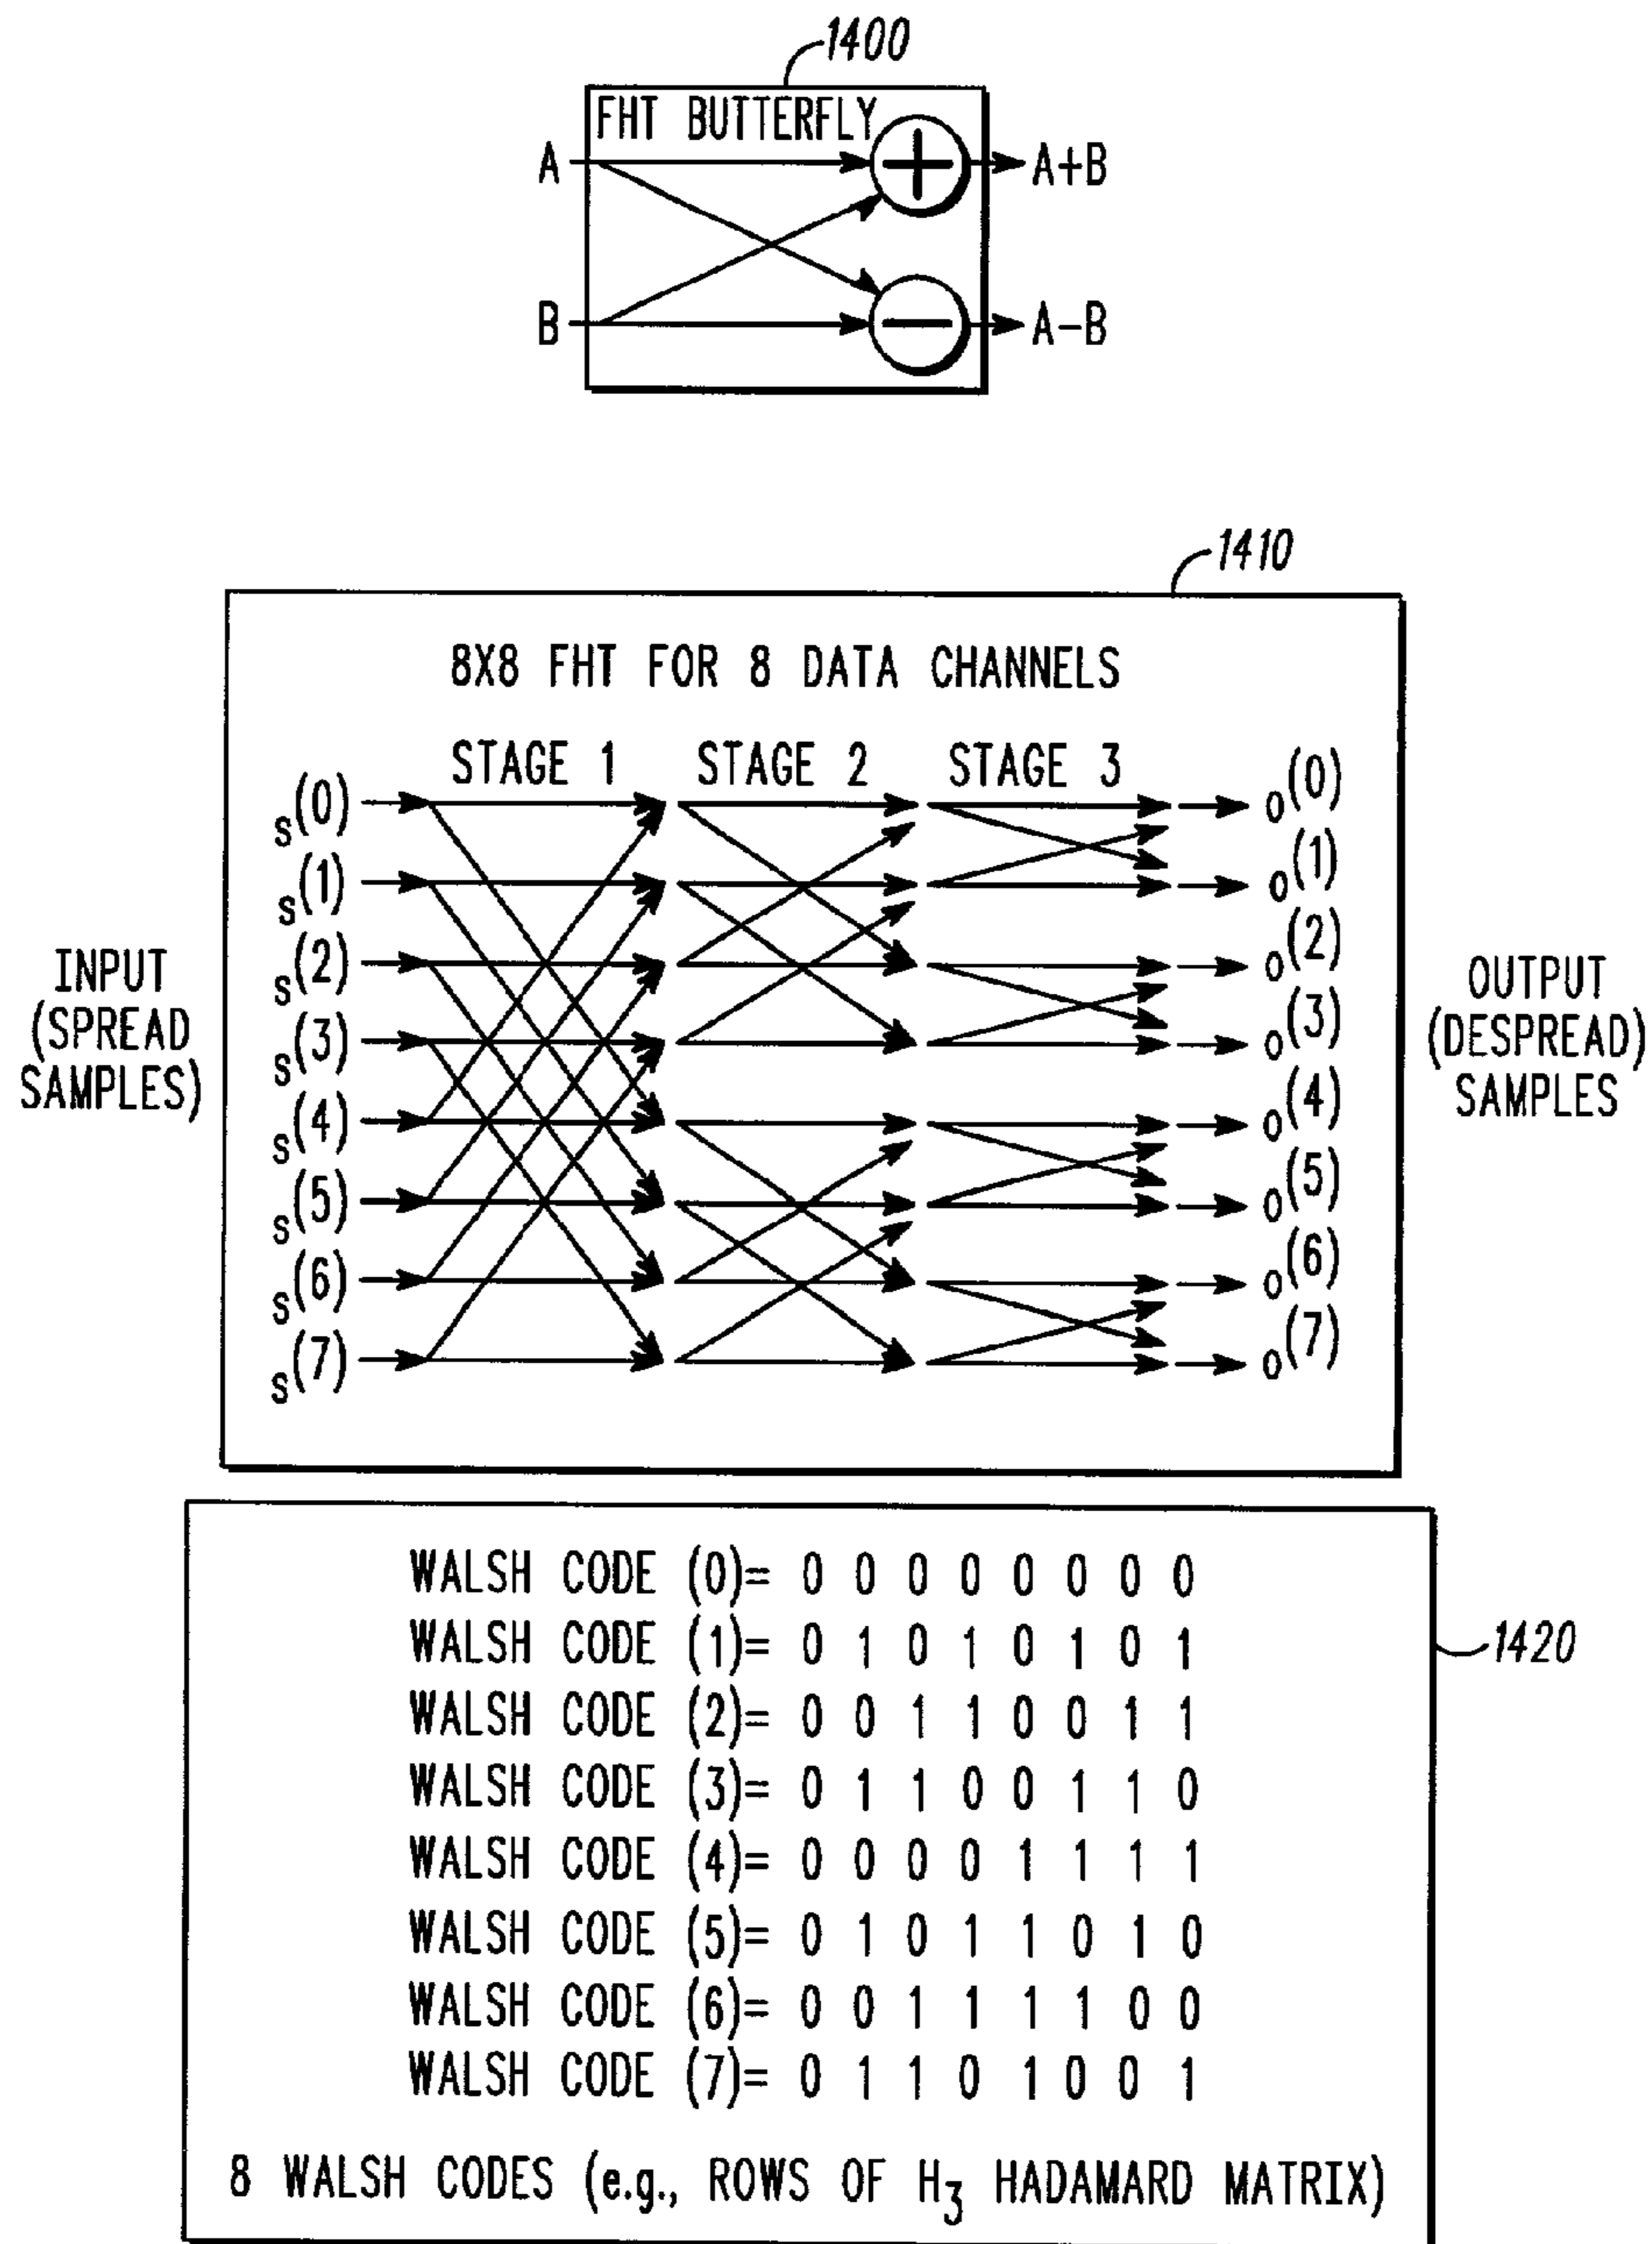 1400
FHT BUTTERFLY
A
A+B
B
A-B
1410
8X8 FHT FOR 8 DATA CHANNELS
STAGE 1 STAGE 2 STAGE 3
s(0)
s(1)
s(2)
s(3)
s(4)
s(5)
s(6)
s(7)
INPUT
(SPREAD
SAMPLES)
o(0)
o(1)
o(2)
o(3)
o(4)
o(5)
o(6)
o(7)
OUTPUT
(DESPREAD)
SAMPLES
WALSH CODE (0)= 0 0 0 0 0 0 0 0
WALSH CODE (1)= 0 1 0 1 0 1 0 1
WALSH CODE (2)= 0 0 1 1 0 0 1 1
WALSH CODE (3)= 0 1 1 0 0 1 1 0
WALSH CODE (4)= 0 0 0 0 1 1 1 1
WALSH CODE (5)= 0 1 0 1 1 0 1 0
WALSH CODE (6)= 0 0 1 1 1 1 0 0
WALSH CODE (7)= 0 1 1 0 1 0 0 1
1420
8 WALSH CODES (e.g., ROWS OF H3 HADAMARD MATRIX)